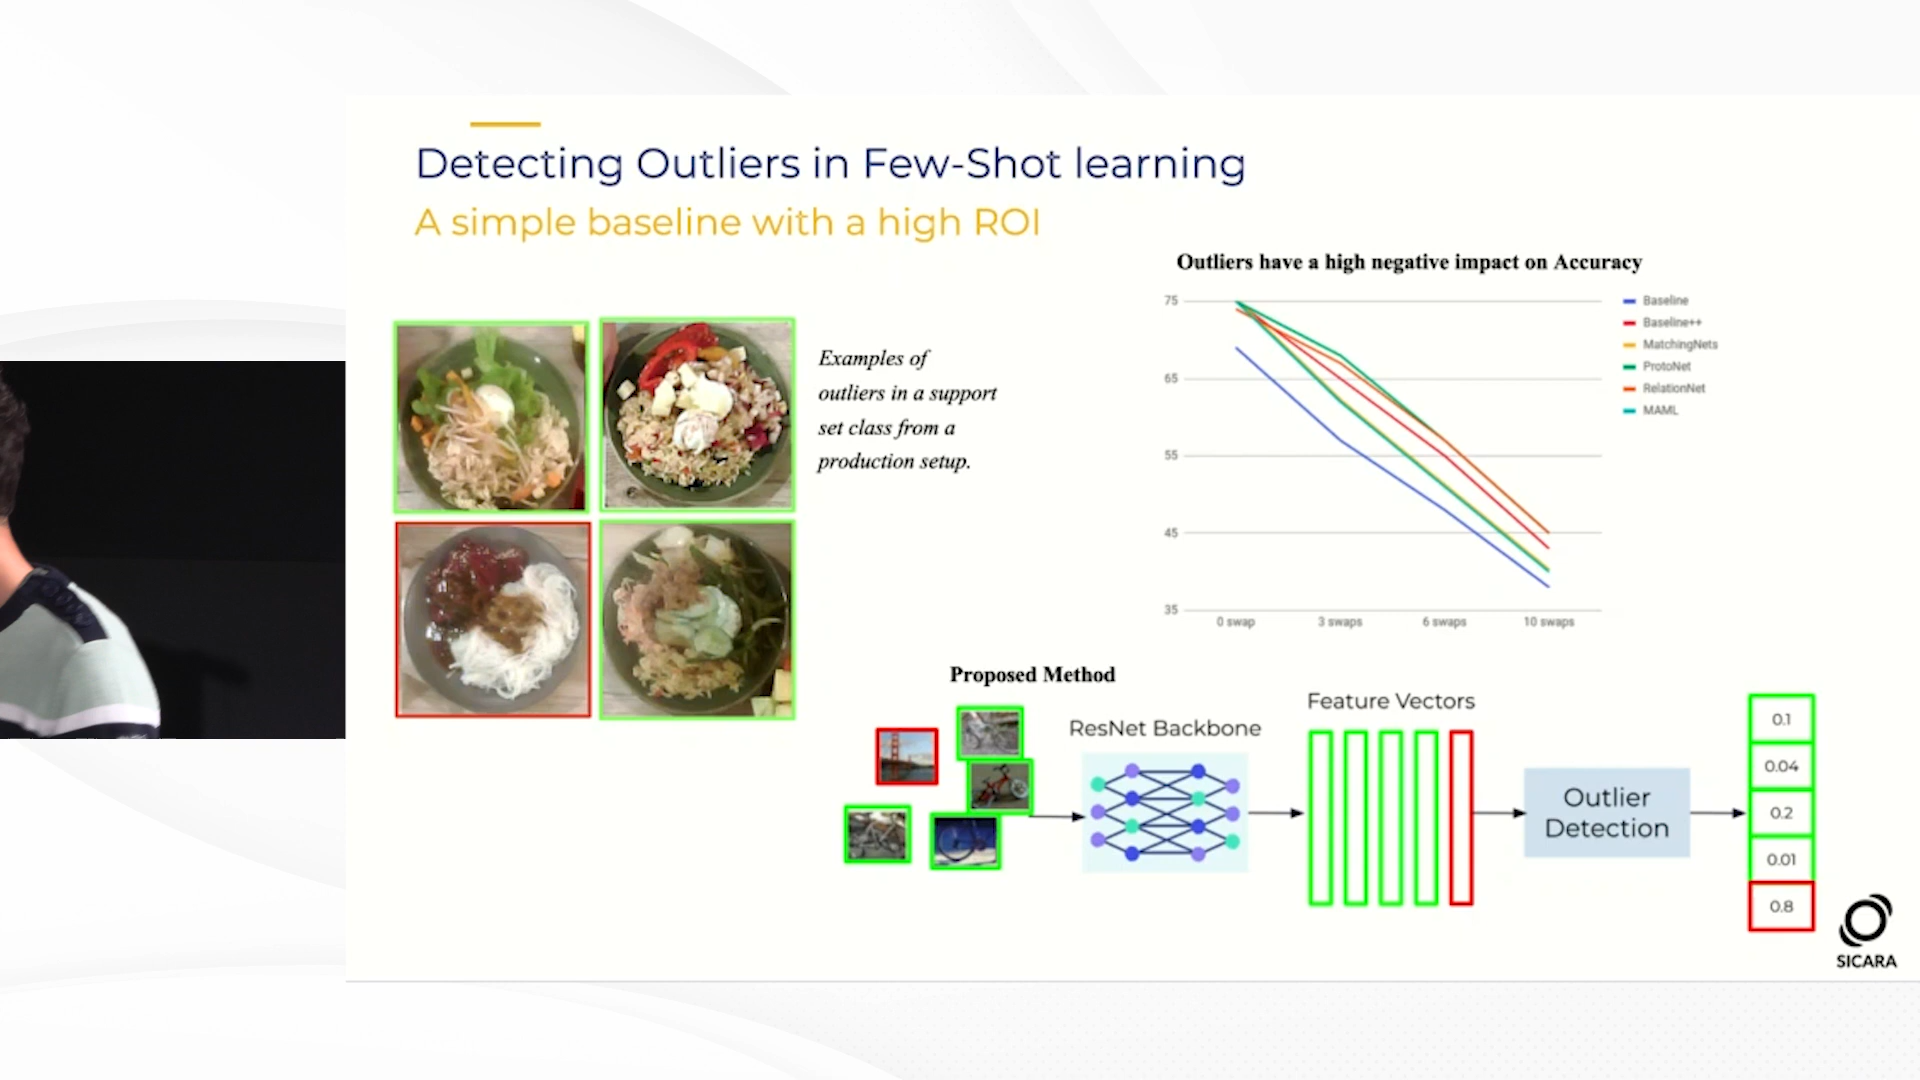 Detecting Outliers in Few-Shot learning
A simple baseline with a high ROI
Examples of
outliers in a support
set class from a
production setup.
Outliers have a high negative impact on Accuracy
75
65
55
45
35
0 swap
3 swaps
6 swaps
10 swaps
Baseline
Baseline++
MatchingNets
ProtoNet
RelationNet
MAML
Proposed Method
ResNet Backbone
Feature Vectors
Outlier
Detection
0.1
0.04
0.2
0.01
0.8
SICARA